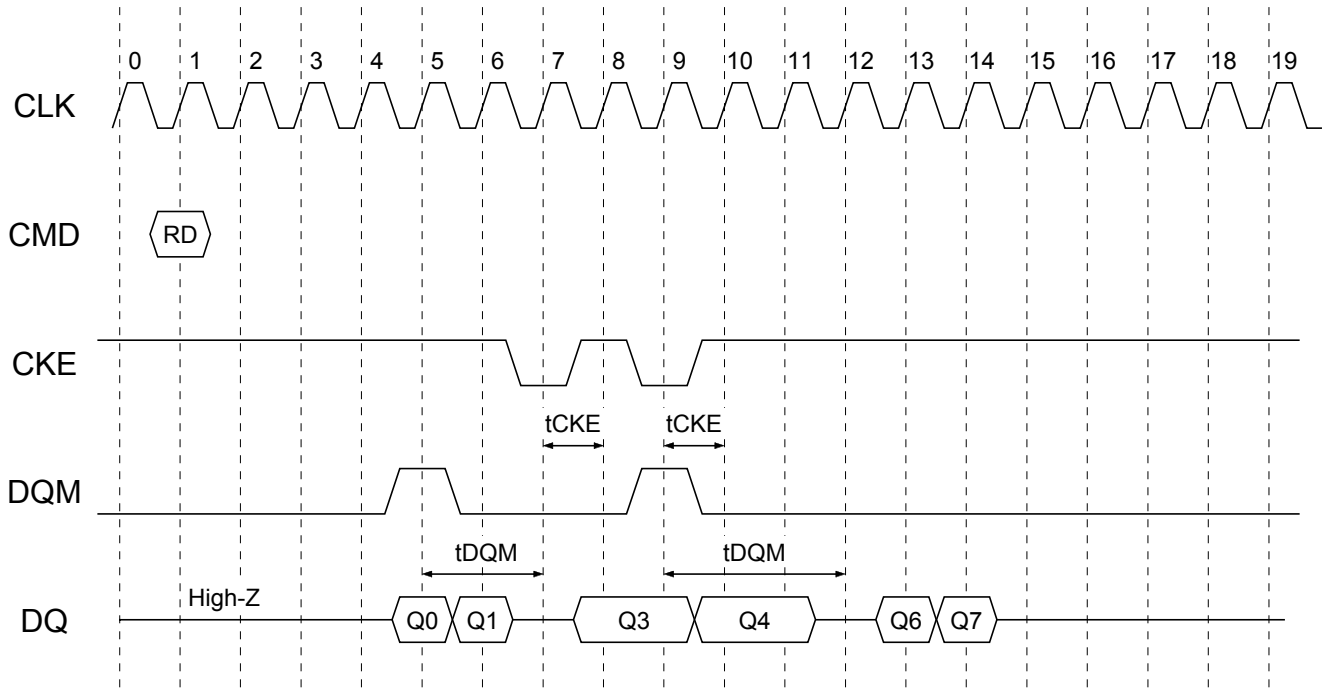 0 1 2 3 4 5 6 7 8 9 10 11 12 13 14 15 16 17 18 19
CLK
CMD RD
CKE
tCKE tCKE
DQM
tDQM tDQM
High-Z
DQ Q0 Q1 Q3 Q4 Q6 Q7